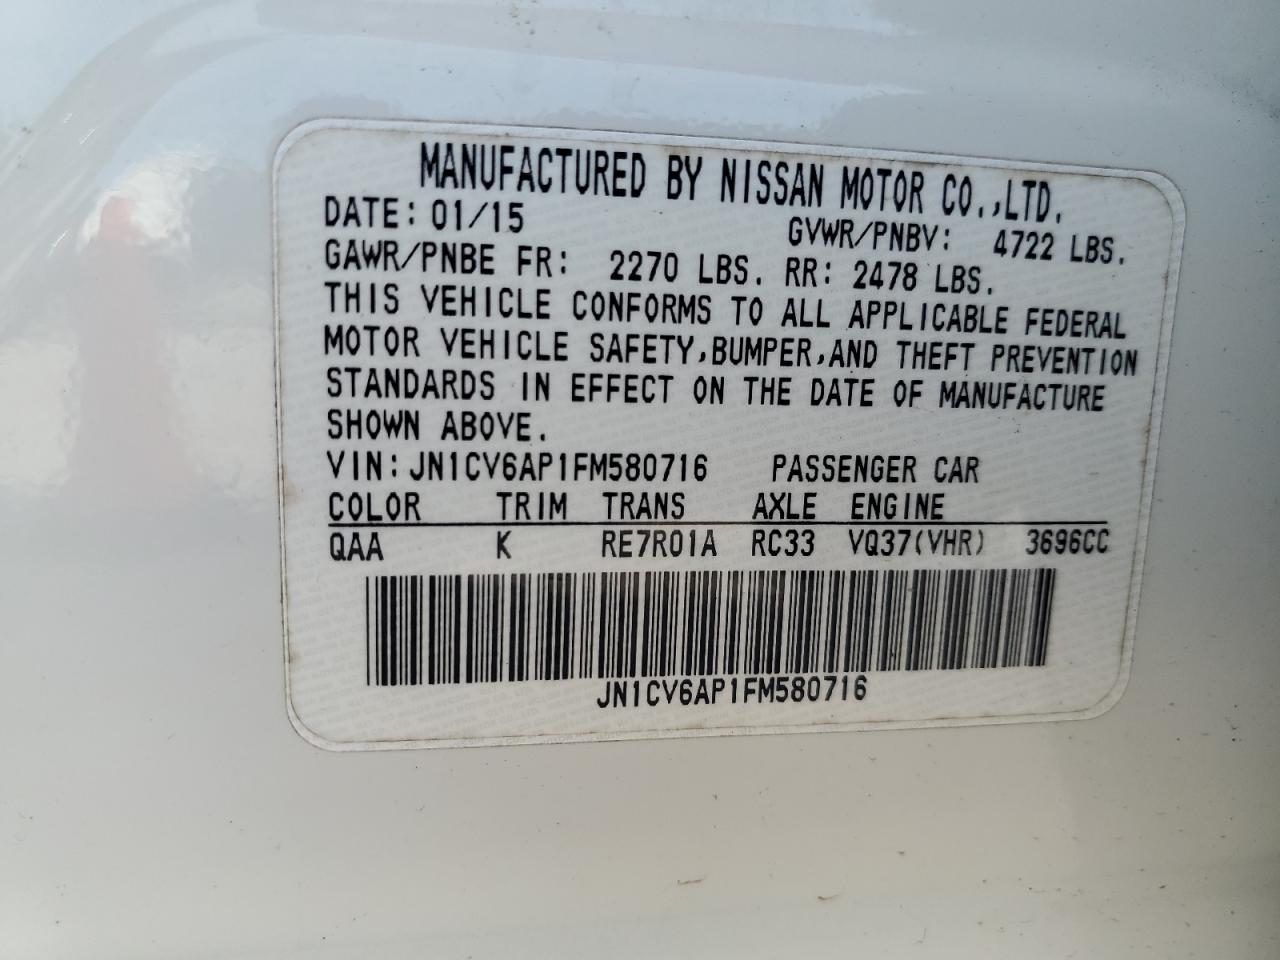 MANUFACTURED BY NISSAN MOTOR CO.,LTD.
DATE: 01/15 GVWR/PNBV: 4722 LBS.
GAWR/PNBE FR: 2270 LBS. RR: 2478 LBS.
THIS VEHICLE CONFORMS TO ALL APPLICABLE FEDERAL
MOTOR VEHICLE SAFETY,BUMPER,AND THEFT PREVENTION
STANDARDS IN EFFECT ON THE DATE OF MANUFACTURE
SHOWN ABOVE.
VIN: JN1CV6AP1FM580716 PASSENGER CAR
COLOR TRIM TRANS AXLE ENGINE
QAA K RE7R01A RC33 VQ37(VHR) 3696CC
JN1CV6AP1FM580716